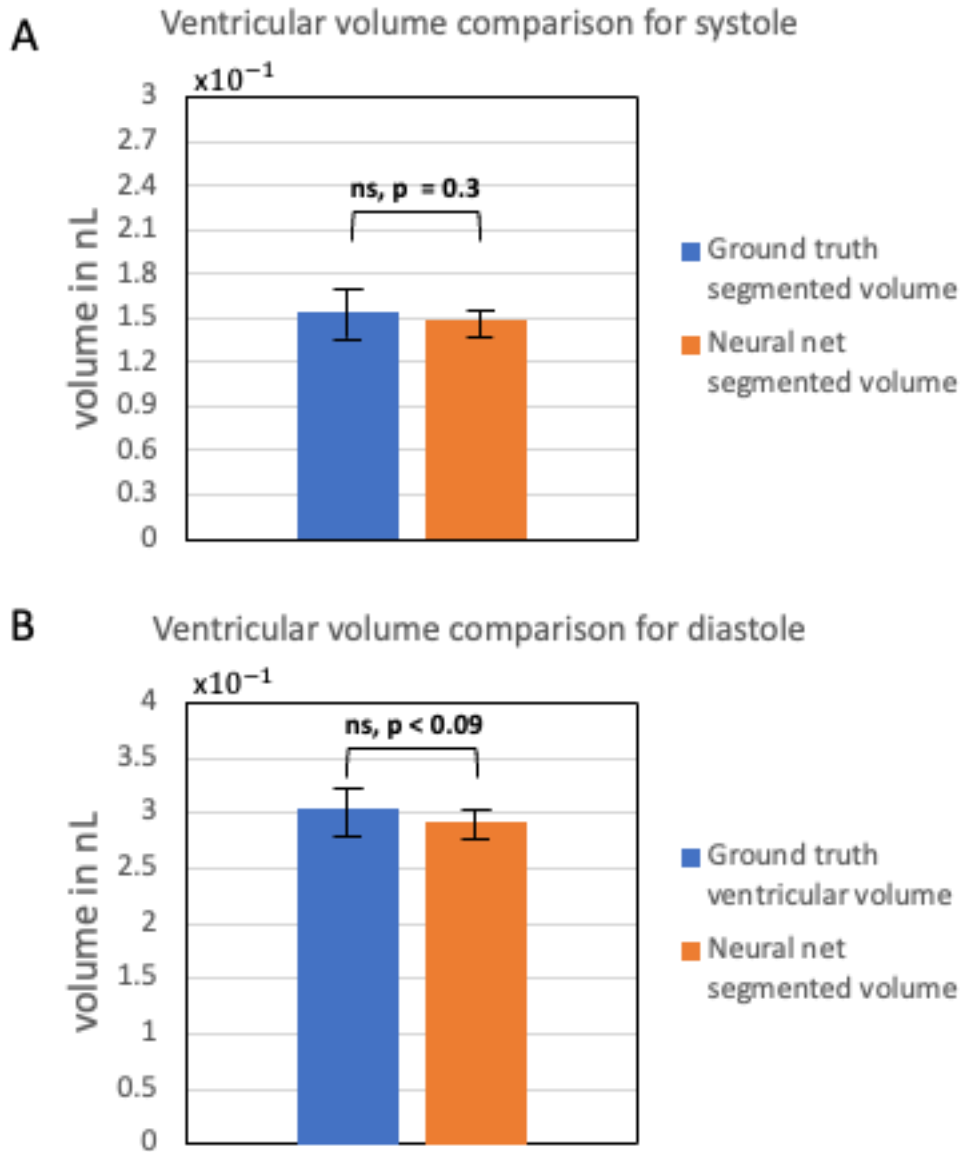 A
Ventricular volume comparison for systole
x10⁻¹
3
2.7
2.4
2.1
1.8
1.5
1.2
0.9
0.6
0.3
0
volume in nL
ns, p = 0.3
Ground truth
segmented volume
Neural net
segmented volume
B
Ventricular volume comparison for diastole
x10⁻¹
4
3.5
3
2.5
2
1.5
1
0.5
0
volume in nL
ns, p < 0.09
Ground truth
ventricular volume
Neural net
segmented volume